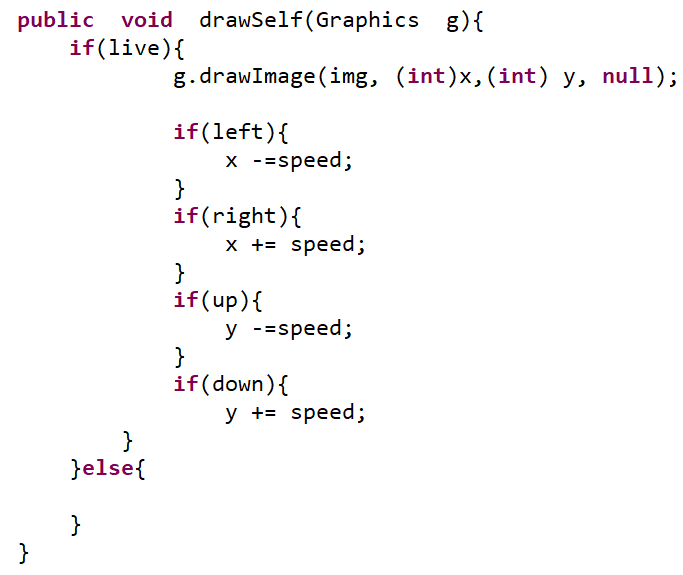 public  void  drawSelf(Graphics  g){
    if(live){
            g.drawImage(img, (int)x,(int) y, null);

            if(left){
                x -=speed;
            }
            if(right){
                x += speed;
            }
            if(up){
                y -=speed;
            }
            if(down){
                y += speed;
        }
    }else{

    }
}